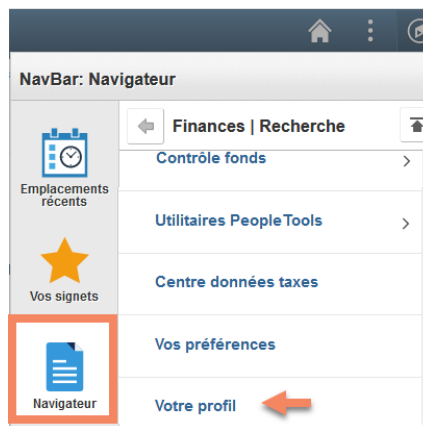 NavBar: Navigateur
Finances | Recherche
Emplacements
récents
Vos signets
Navigateur
Contrôle fonds
Utilitaires PeopleTools
Centre données taxes
Vos préférences
Votre profil